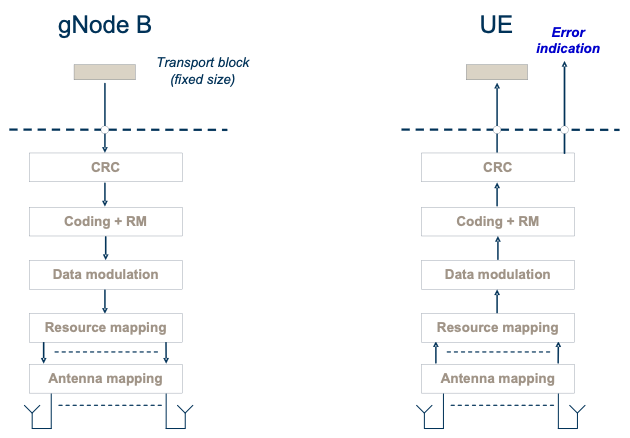 gNode B
UE
Error
indication
Transport block
(fixed size)
CRC
CRC
Coding + RM
Coding + RM
Data modulation
Data modulation
Resource mapping
Resource mapping
Antenna mapping
Antenna mapping